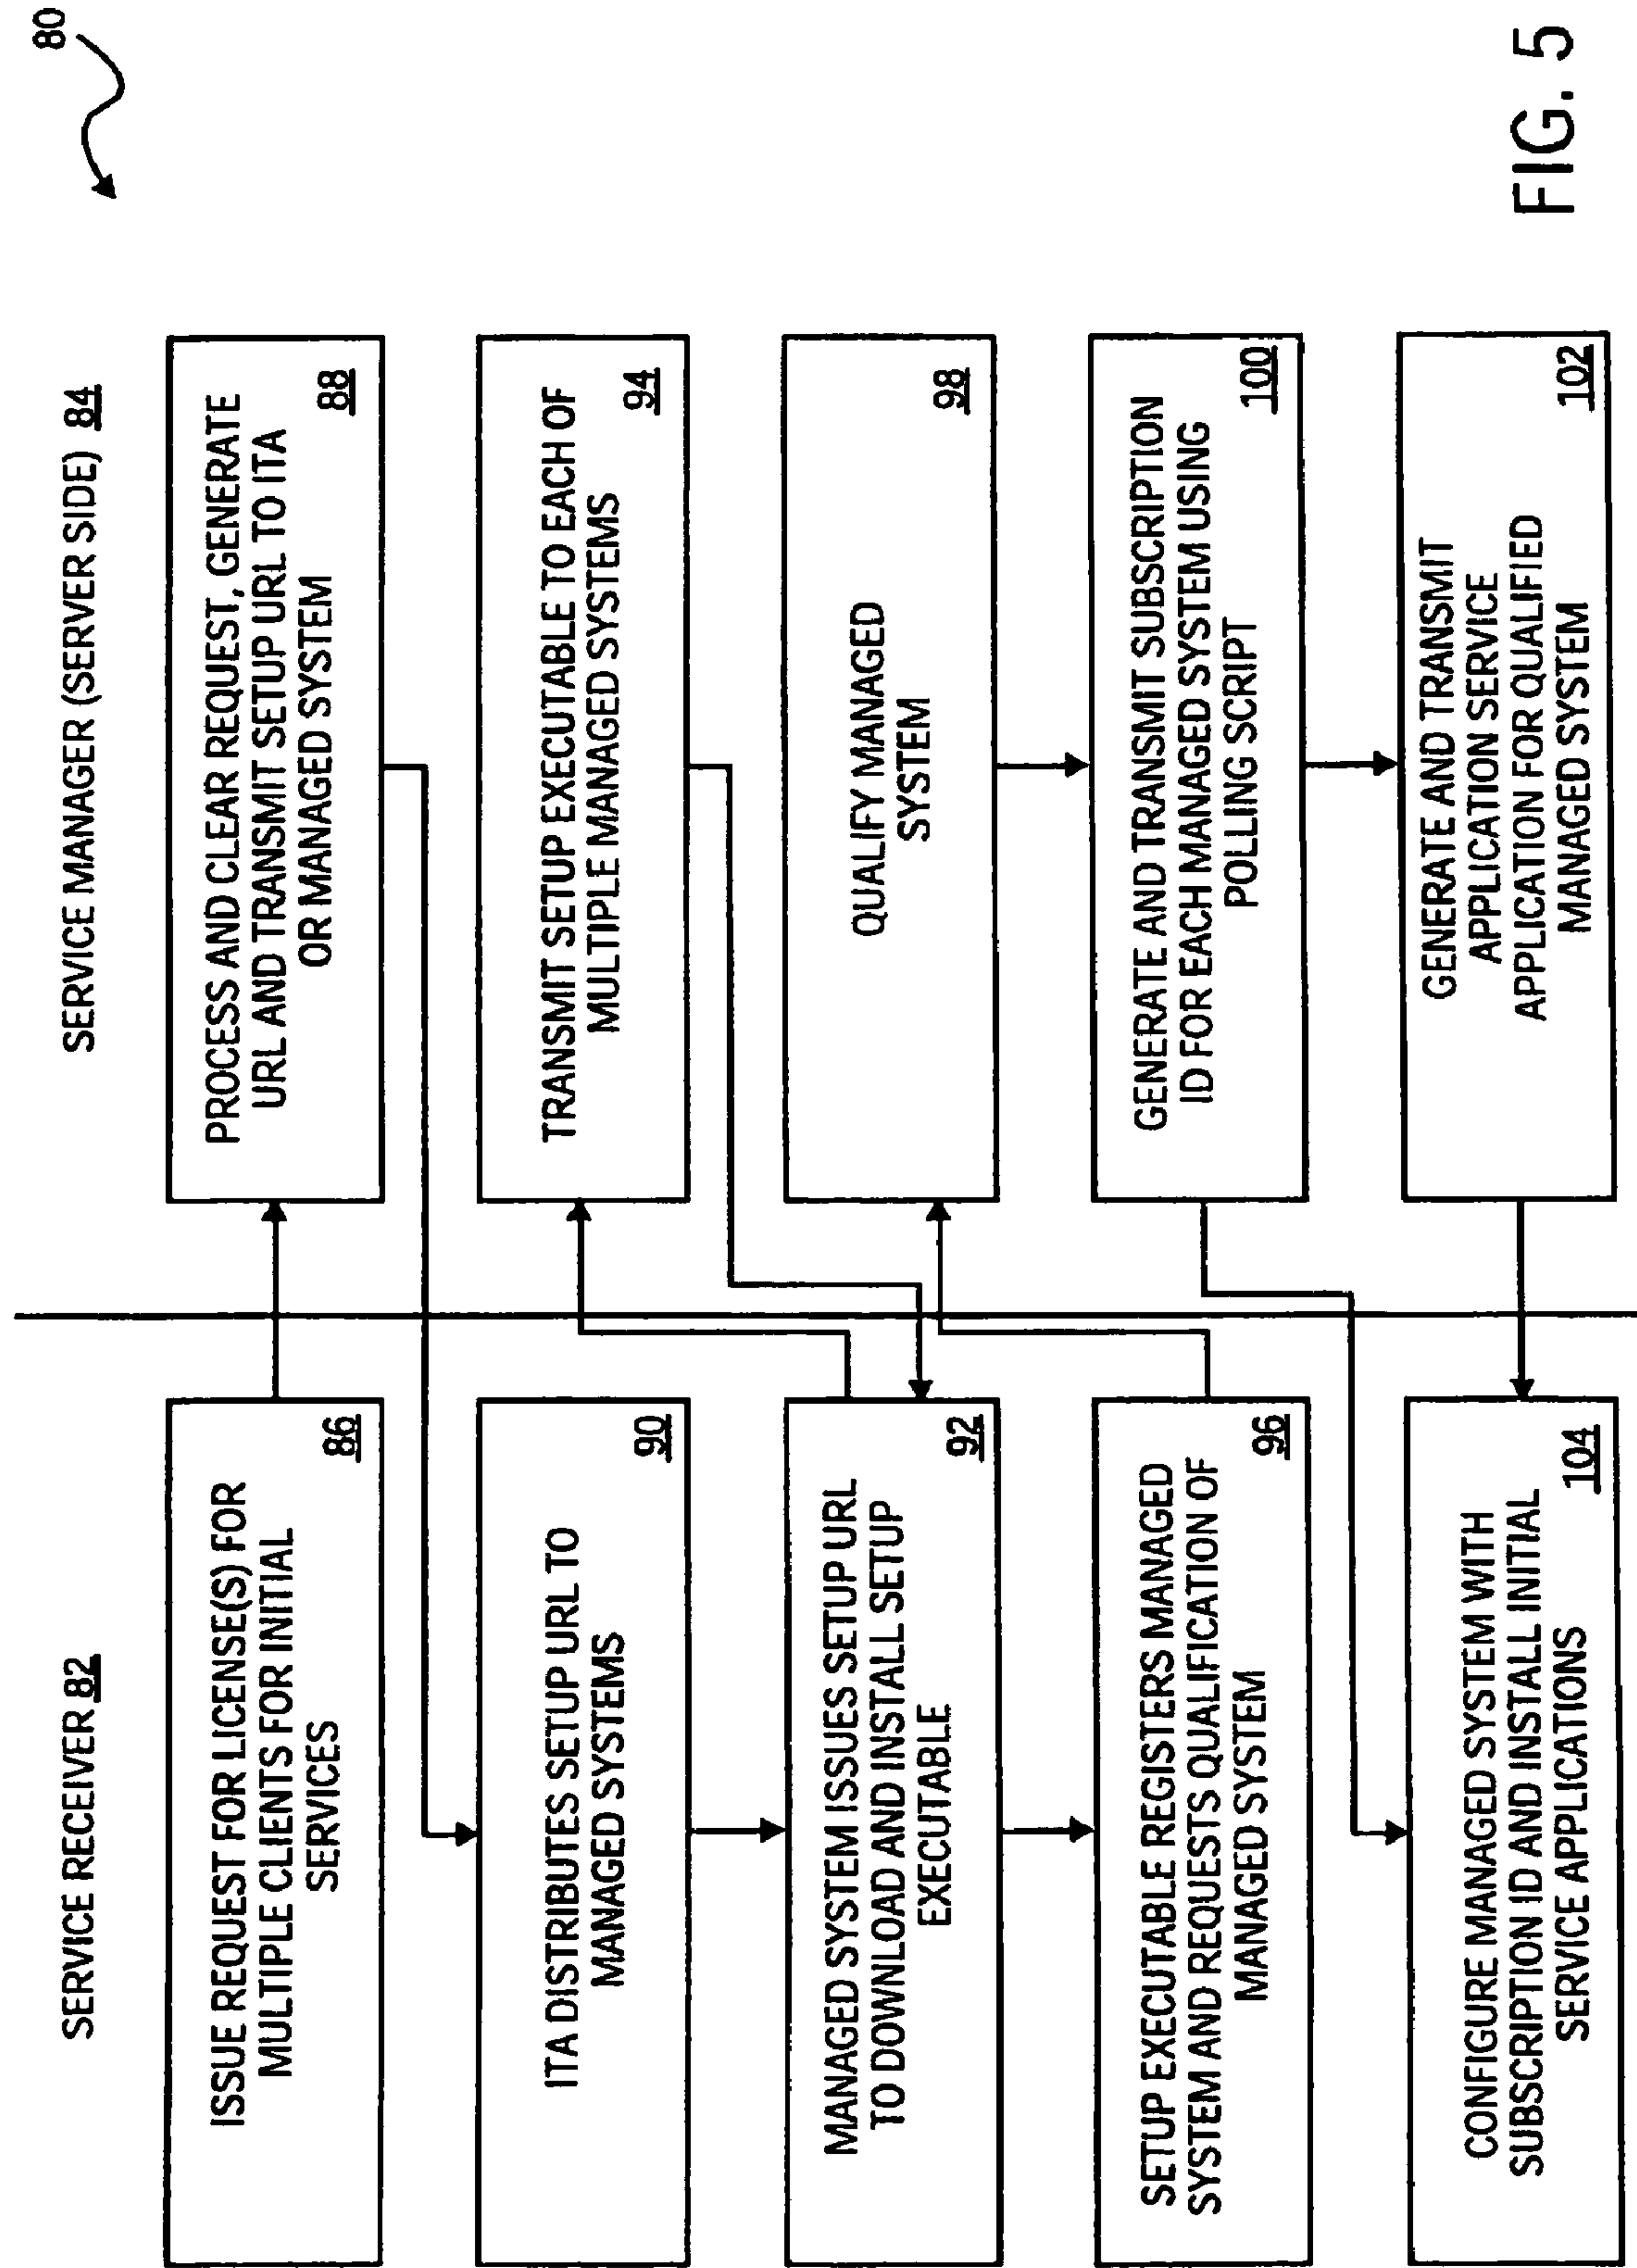 80
SERVICE RECEIVER 82
SERVICE MANAGER (SERVER SIDE) 84
ISSUE REQUEST FOR LICENSE(S) FOR
MULTIPLE CLIENTS FOR INITIAL
SERVICES
86
PROCESS AND CLEAR REQUEST, GENERATE
URL AND TRANSMIT SETUP URL TO ITA
OR MANAGED SYSTEM
88
ITA DISTRIBUTES SETUP URL TO
MANAGED SYSTEMS
90
TRANSMIT SETUP EXECUTABLE TO EACH OF
MULTIPLE MANAGED SYSTEMS
94
MANAGED SYSTEM ISSUES SETUP URL
TO DOWNLOAD AND INSTALL SETUP
EXECUTABLE
92
QUALIFY MANAGED
SYSTEM
98
SETUP EXECUTABLE REGISTERS MANAGED
SYSTEM AND REQUESTS QUALIFICATION OF
MANAGED SYSTEM
96
GENERATE AND TRANSMIT SUBSCRIPTION
ID FOR EACH MANAGED SYSTEM USING
POLLING SCRIPT
100
CONFIGURE MANAGED SYSTEM WITH
SUBSCRIPTION ID AND INSTALL INITIAL
SERVICE APPLICATIONS
104
GENERATE AND TRANSMIT
APPLICATION SERVICE
APPLICATION FOR QUALIFIED
MANAGED SYSTEM
102
FIG. 5